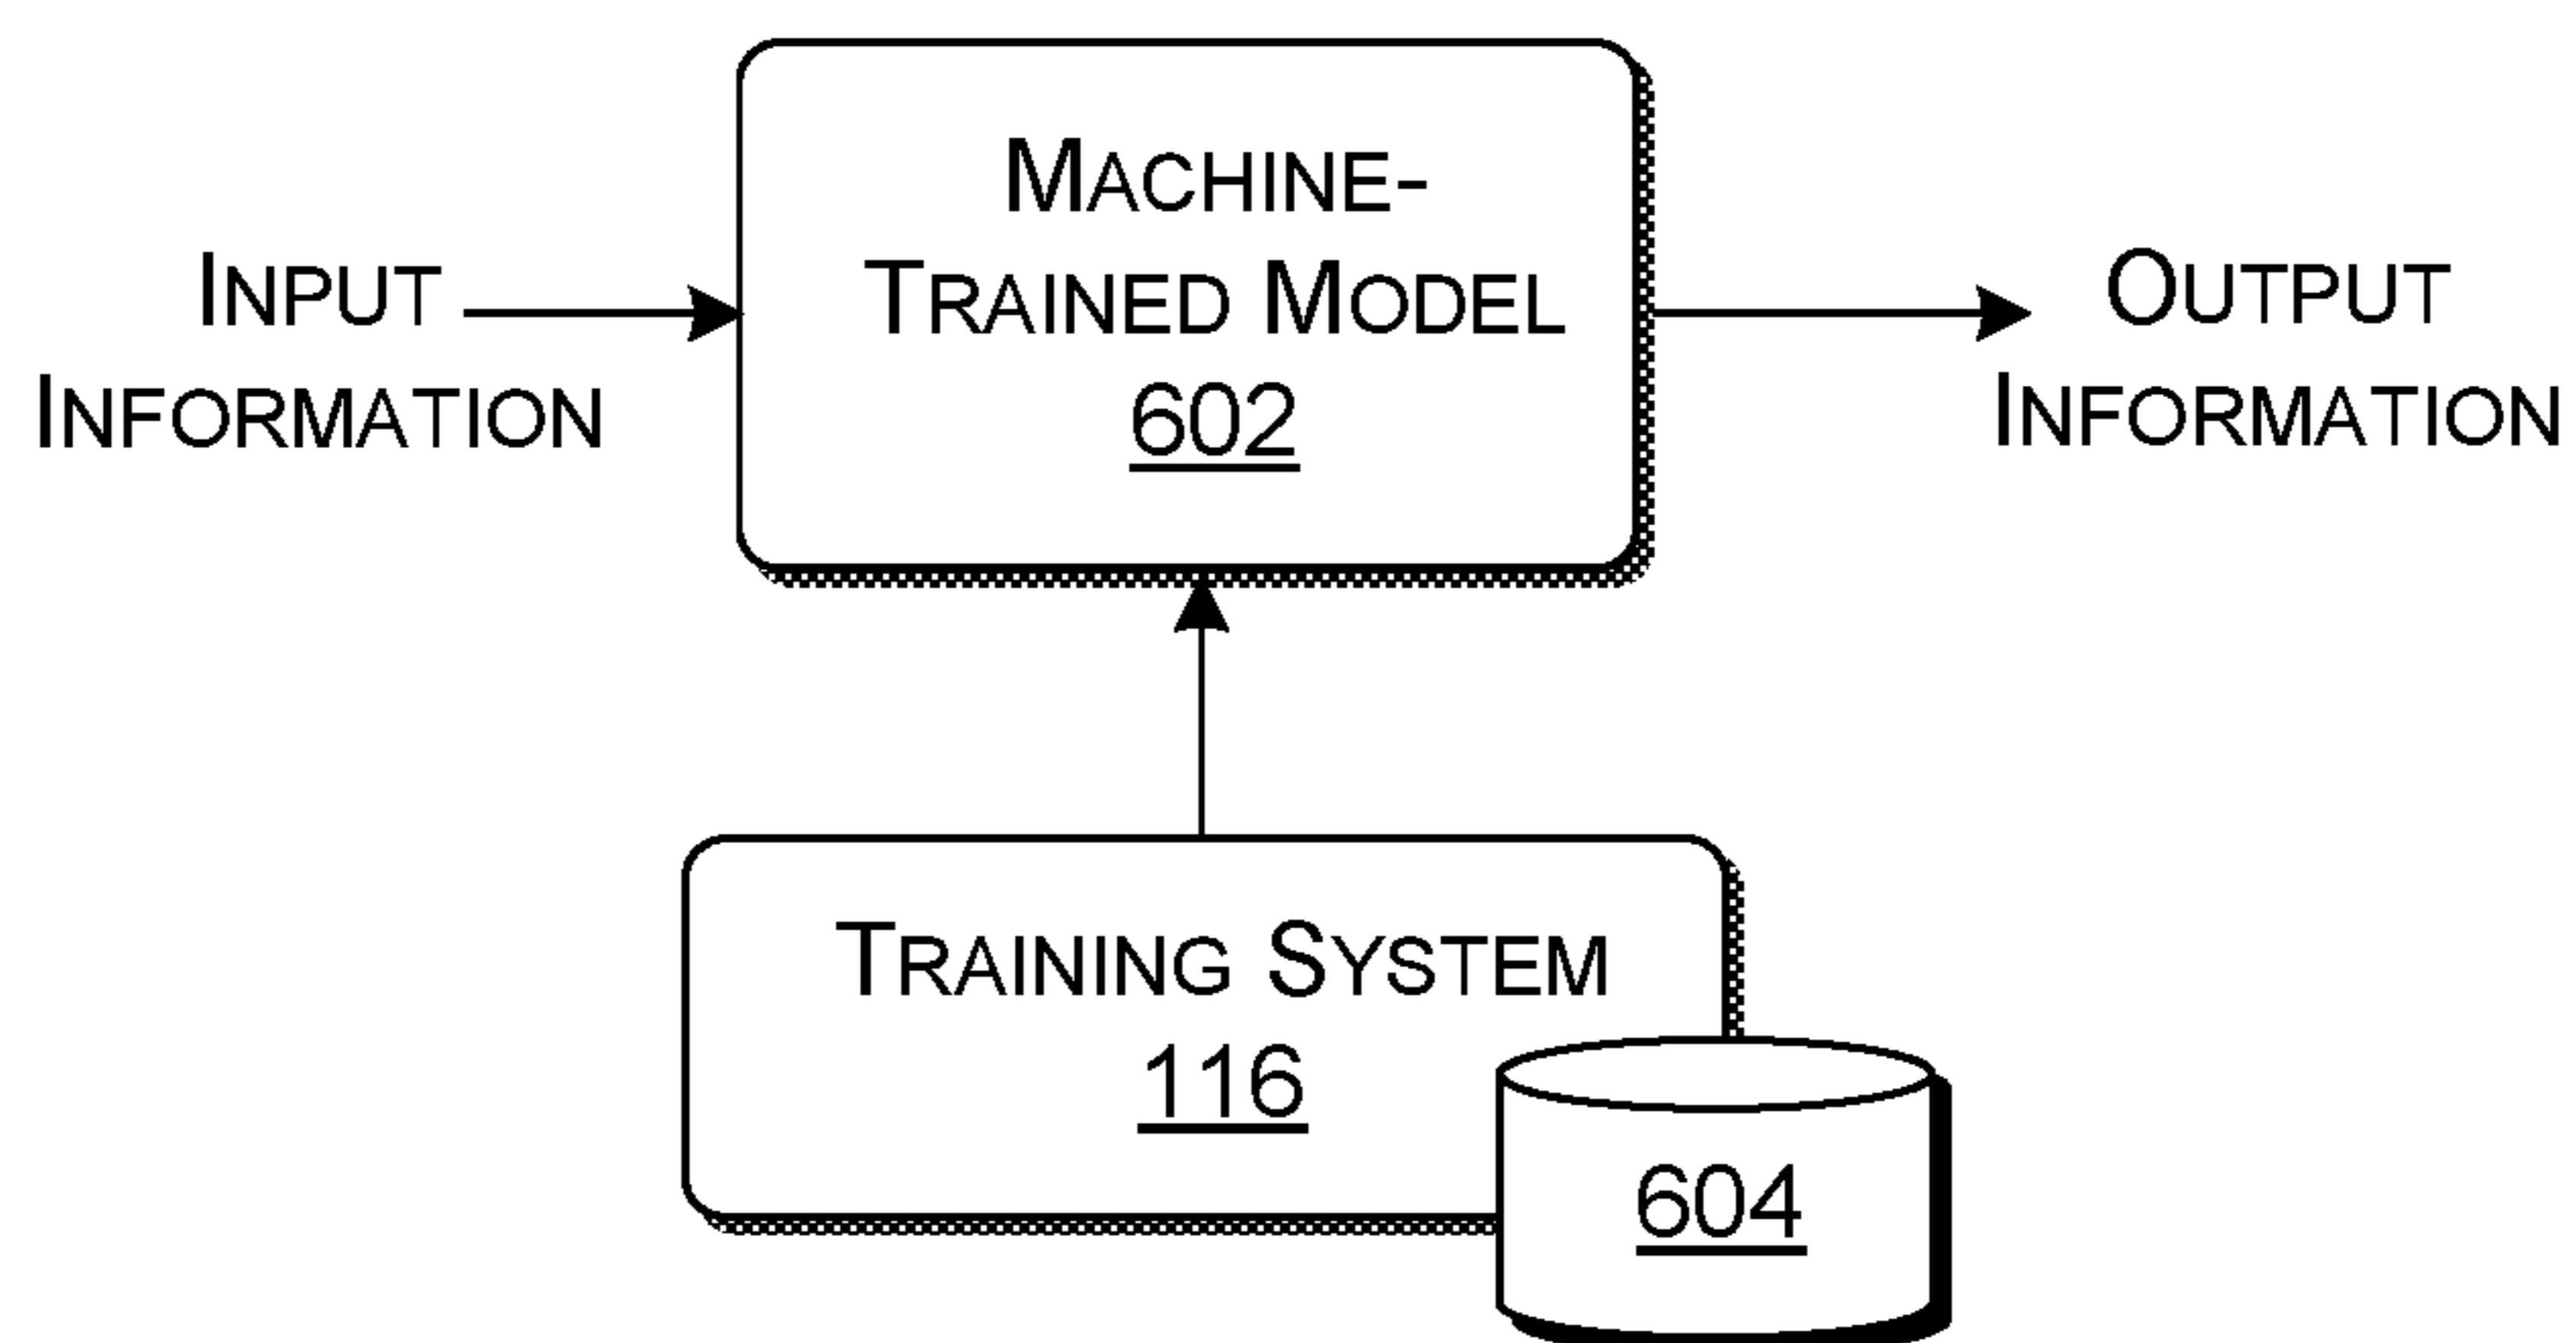 INPUT
INFORMATION
MACHINE-
TRAINED MODEL
602
OUTPUT
INFORMATION
TRAINING SYSTEM
116
604